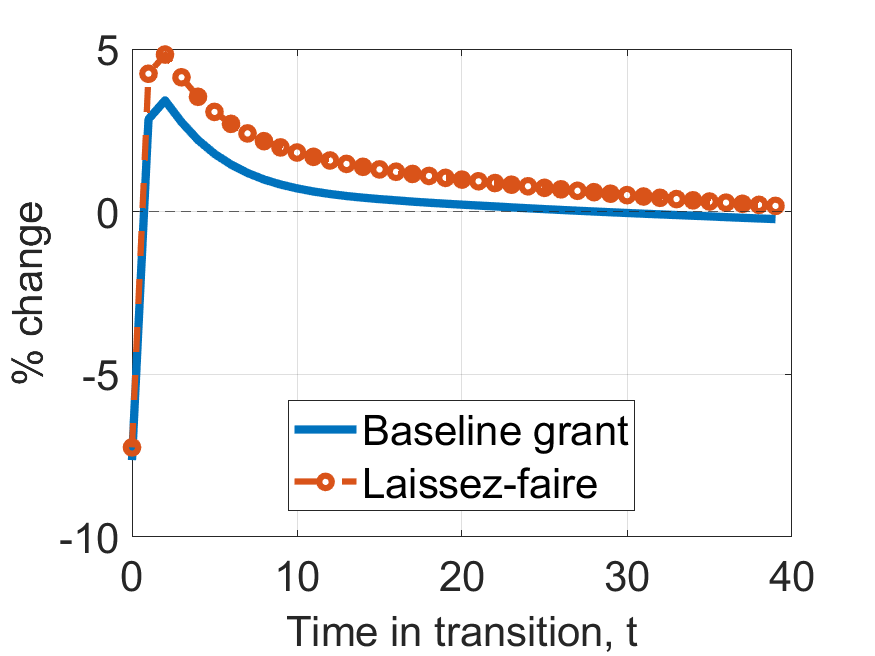 5
0
-5
-10
% change
Baseline grant
Laissez-faire
0 10 20 30 40
Time in transition, t